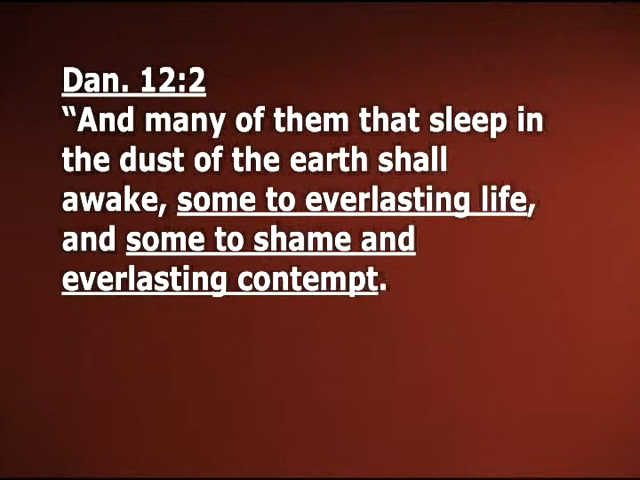 Dan. 12:2
“And many of them that sleep in
the dust of the earth shall
awake, some to everlasting life,
and some to shame and
everlasting contempt.